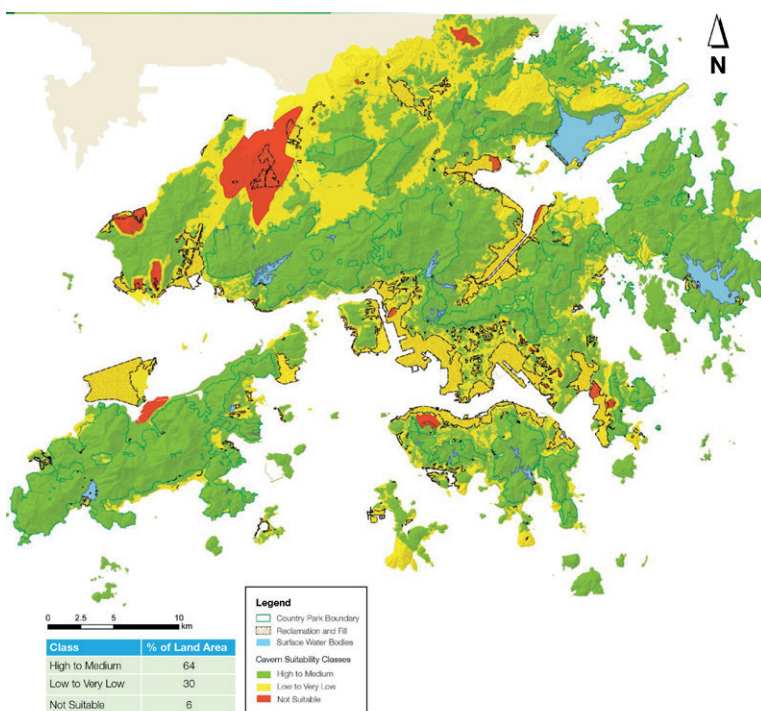 N
0 2.5 5 10
km
Class % of Land Area
High to Medium 64
Low to Very Low 30
Not Suitable 6
Legend
Country Park Boundary
Reclamation and Fill
Surface Water Bodies
Cavern Suitability Classes
High to Medium
Low to Very Low
Not Suitable